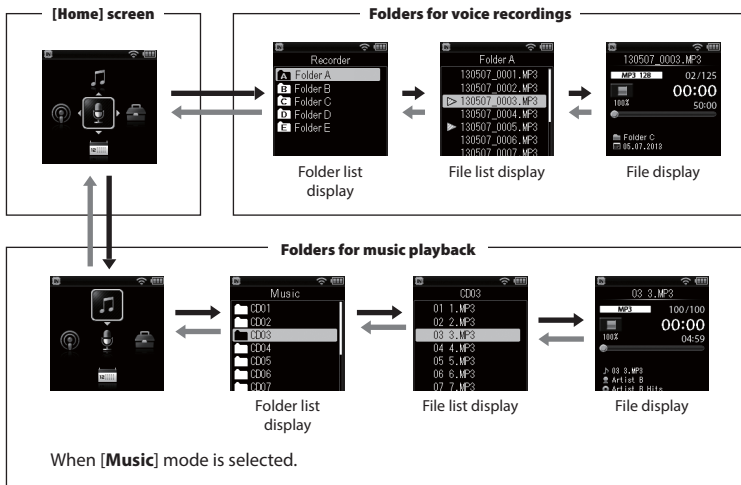 [Home] screen
Folders for voice recordings
Recorder
A Folder A
B Folder B
C Folder C
D Folder D
E Folder E
Folder list
display
Folder A
130507_0001.MP3
130507_0002.MP3
130507_0003.MP3
130507_0004.MP3
130507_0005.MP3
130507_0006.MP3
130507_0007.MP3
File list display
130507_0003.MP3
MP3 128 02/125
00:00
100% 50:00
Folder C
05.07.2013
File display
Folders for music playback
Music
CD01
CD02
CD03
CD04
CD05
CD06
CD07
Folder list
display
CD03
01 1.MP3
02 2.MP3
03 3.MP3
04 4.MP3
05 5.MP3
06 6.MP3
07 7.MP3
File list display
03 3.MP3
MP3 100/100
00:00
100% 04:59
03 3.MP3
Artist B
Artist B Hits
File display
When [Music] mode is selected.